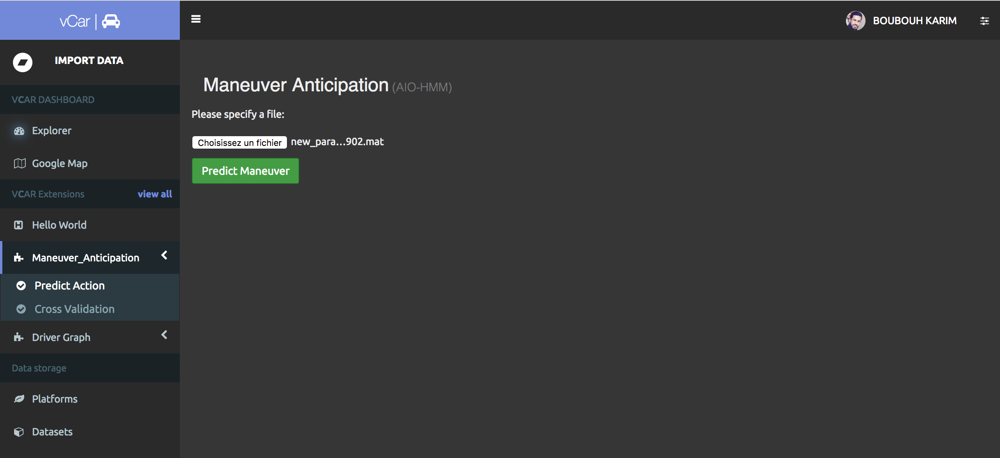 vCar |
BOUBOUH KARIM
IMPORT DATA
VCAR DASHBOARD
Explorer
Google Map
VCAR Extensions view all
Hello World
Maneuver_Anticipation
Predict Action
Cross Validation
Driver Graph
Data storage
Platforms
Datasets
Maneuver Anticipation (AIO-HMM)
Please specify a file:
Choisissez un fichier new_para...902.mat
Predict Maneuver